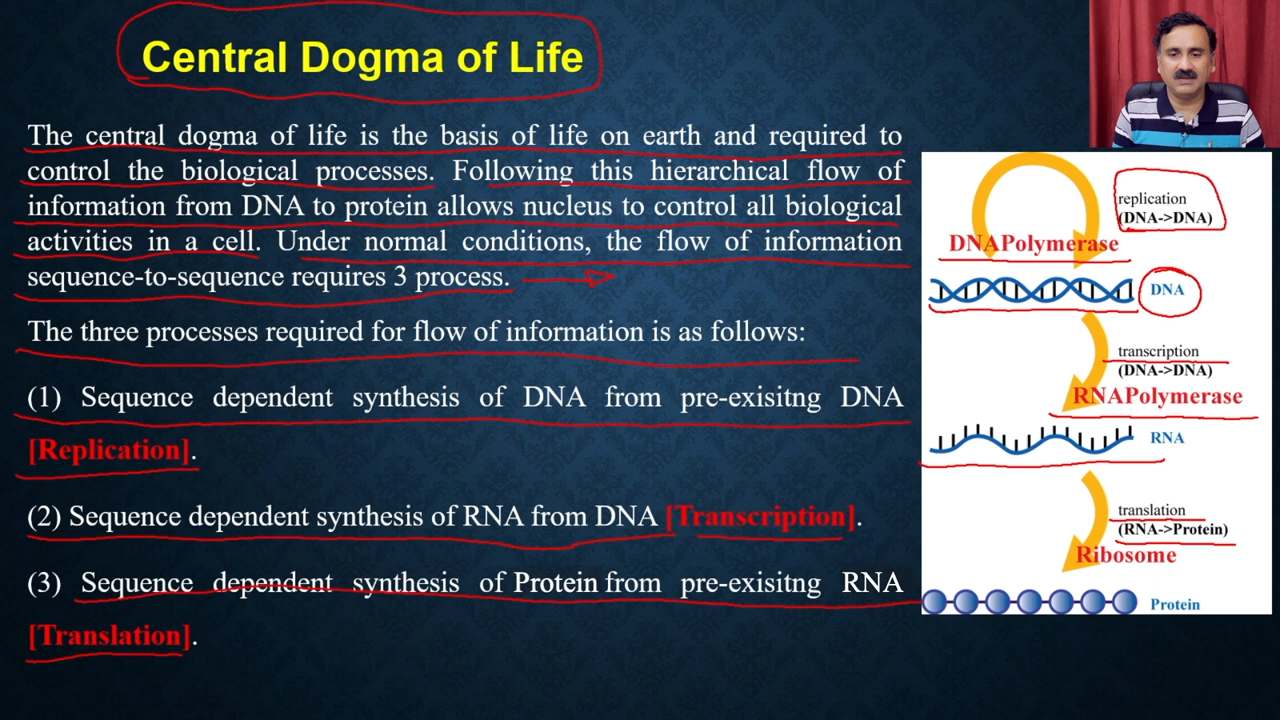 Central Dogma of Life
The central dogma of life is the basis of life on earth and required to
control the biological processes. Following this hierarchical flow of
information from DNA to protein allows nucleus to control all biological
activities in a cell. Under normal conditions, the flow of information
sequence-to-sequence requires 3 process.
The three processes required for flow of information is as follows:
(1) Sequence dependent synthesis of DNA from pre-exisitng DNA
[Replication].
(2) Sequence dependent synthesis of RNA from DNA [Transcription].
(3) Sequence dependent synthesis of Protein from pre-exisitng RNA
[Translation].
replication
(DNA->DNA)
DNAPolymerase
DNA
transcription
(DNA->DNA)
RNAPolymerase
RNA
translation
(RNA->Protein)
Ribosome
Protein